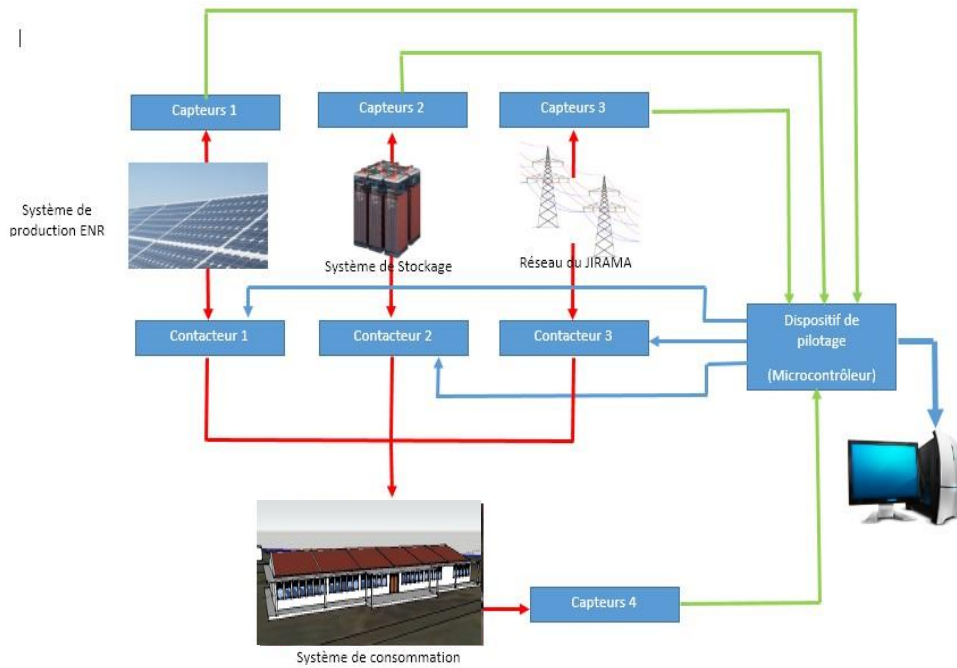 Capteurs 1
Capteurs 2
Capteurs 3
Système de
production ENR
Système de Stockage
Réseau du JIRAMA
Contacteur 1
Contacteur 2
Contacteur 3
Dispositif de
pilotage
(Microcontrôleur)
Capteurs 4
Système de consommation